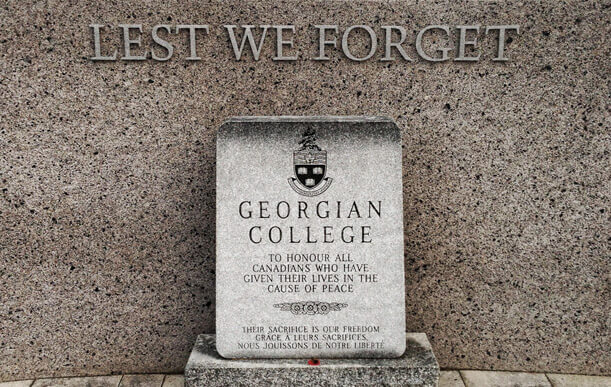 LEST WE FORGET
GEORGIAN
COLLEGE
TO HONOUR ALL
CANADIANS WHO HAVE
GIVEN THEIR LIVES IN THE
CAUSE OF PEACE
THEIR SACRIFICE IS OUR FREEDOM
GRACE À LEURS SACRIFICES,
NOUS JOUISSONS DE NOTRE LIBERTÉ